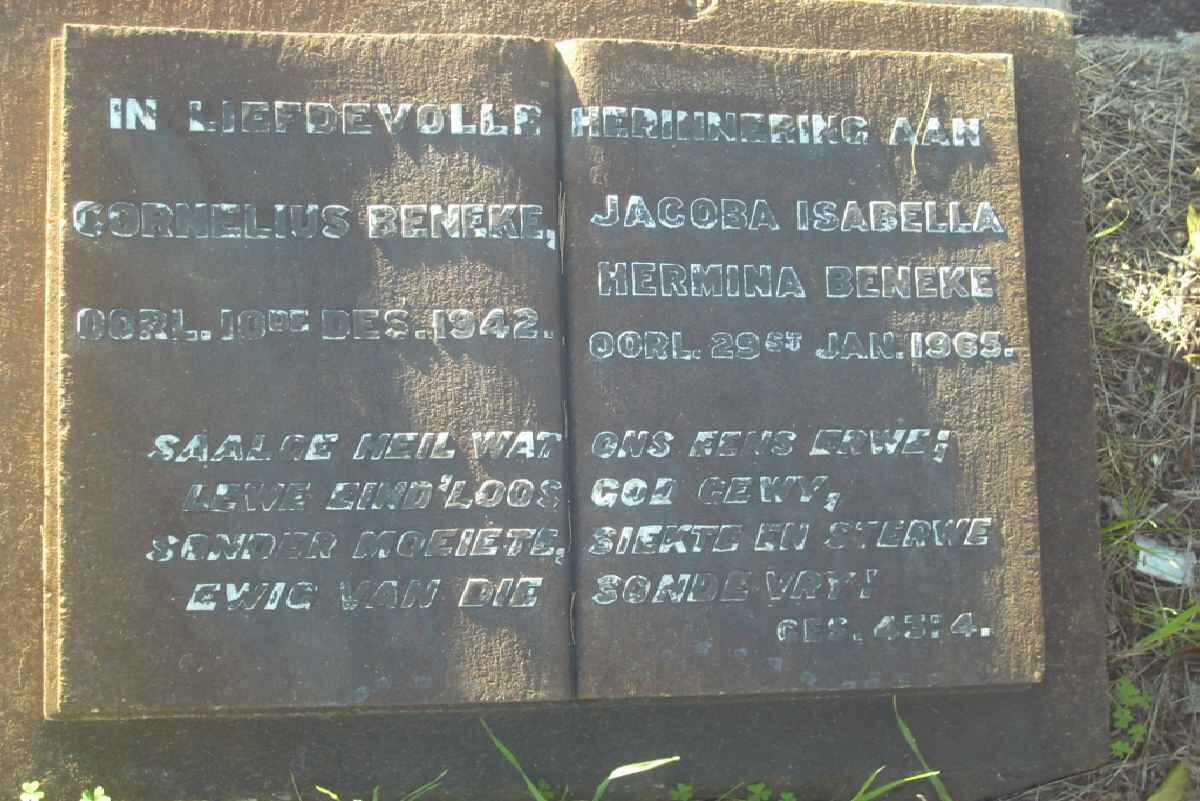 IN LIEFDEVOLLE HERINNERING AAN
CORNELIUS BENEKE,
OORL. 10DE DES. 1942.
JACOBA ISABELLA
HERMINA BENEKE
OORL. 29ST JAN. 1965.
SAALGE HEIL WAT ONS EENS ERWE;
LEWE EIND'LOOS GOD GEWY,
SONDER MOEIETE, SIEKTE EN STERWE
EWIG VAN DIE SONDE VRY!
GES. 43:4.